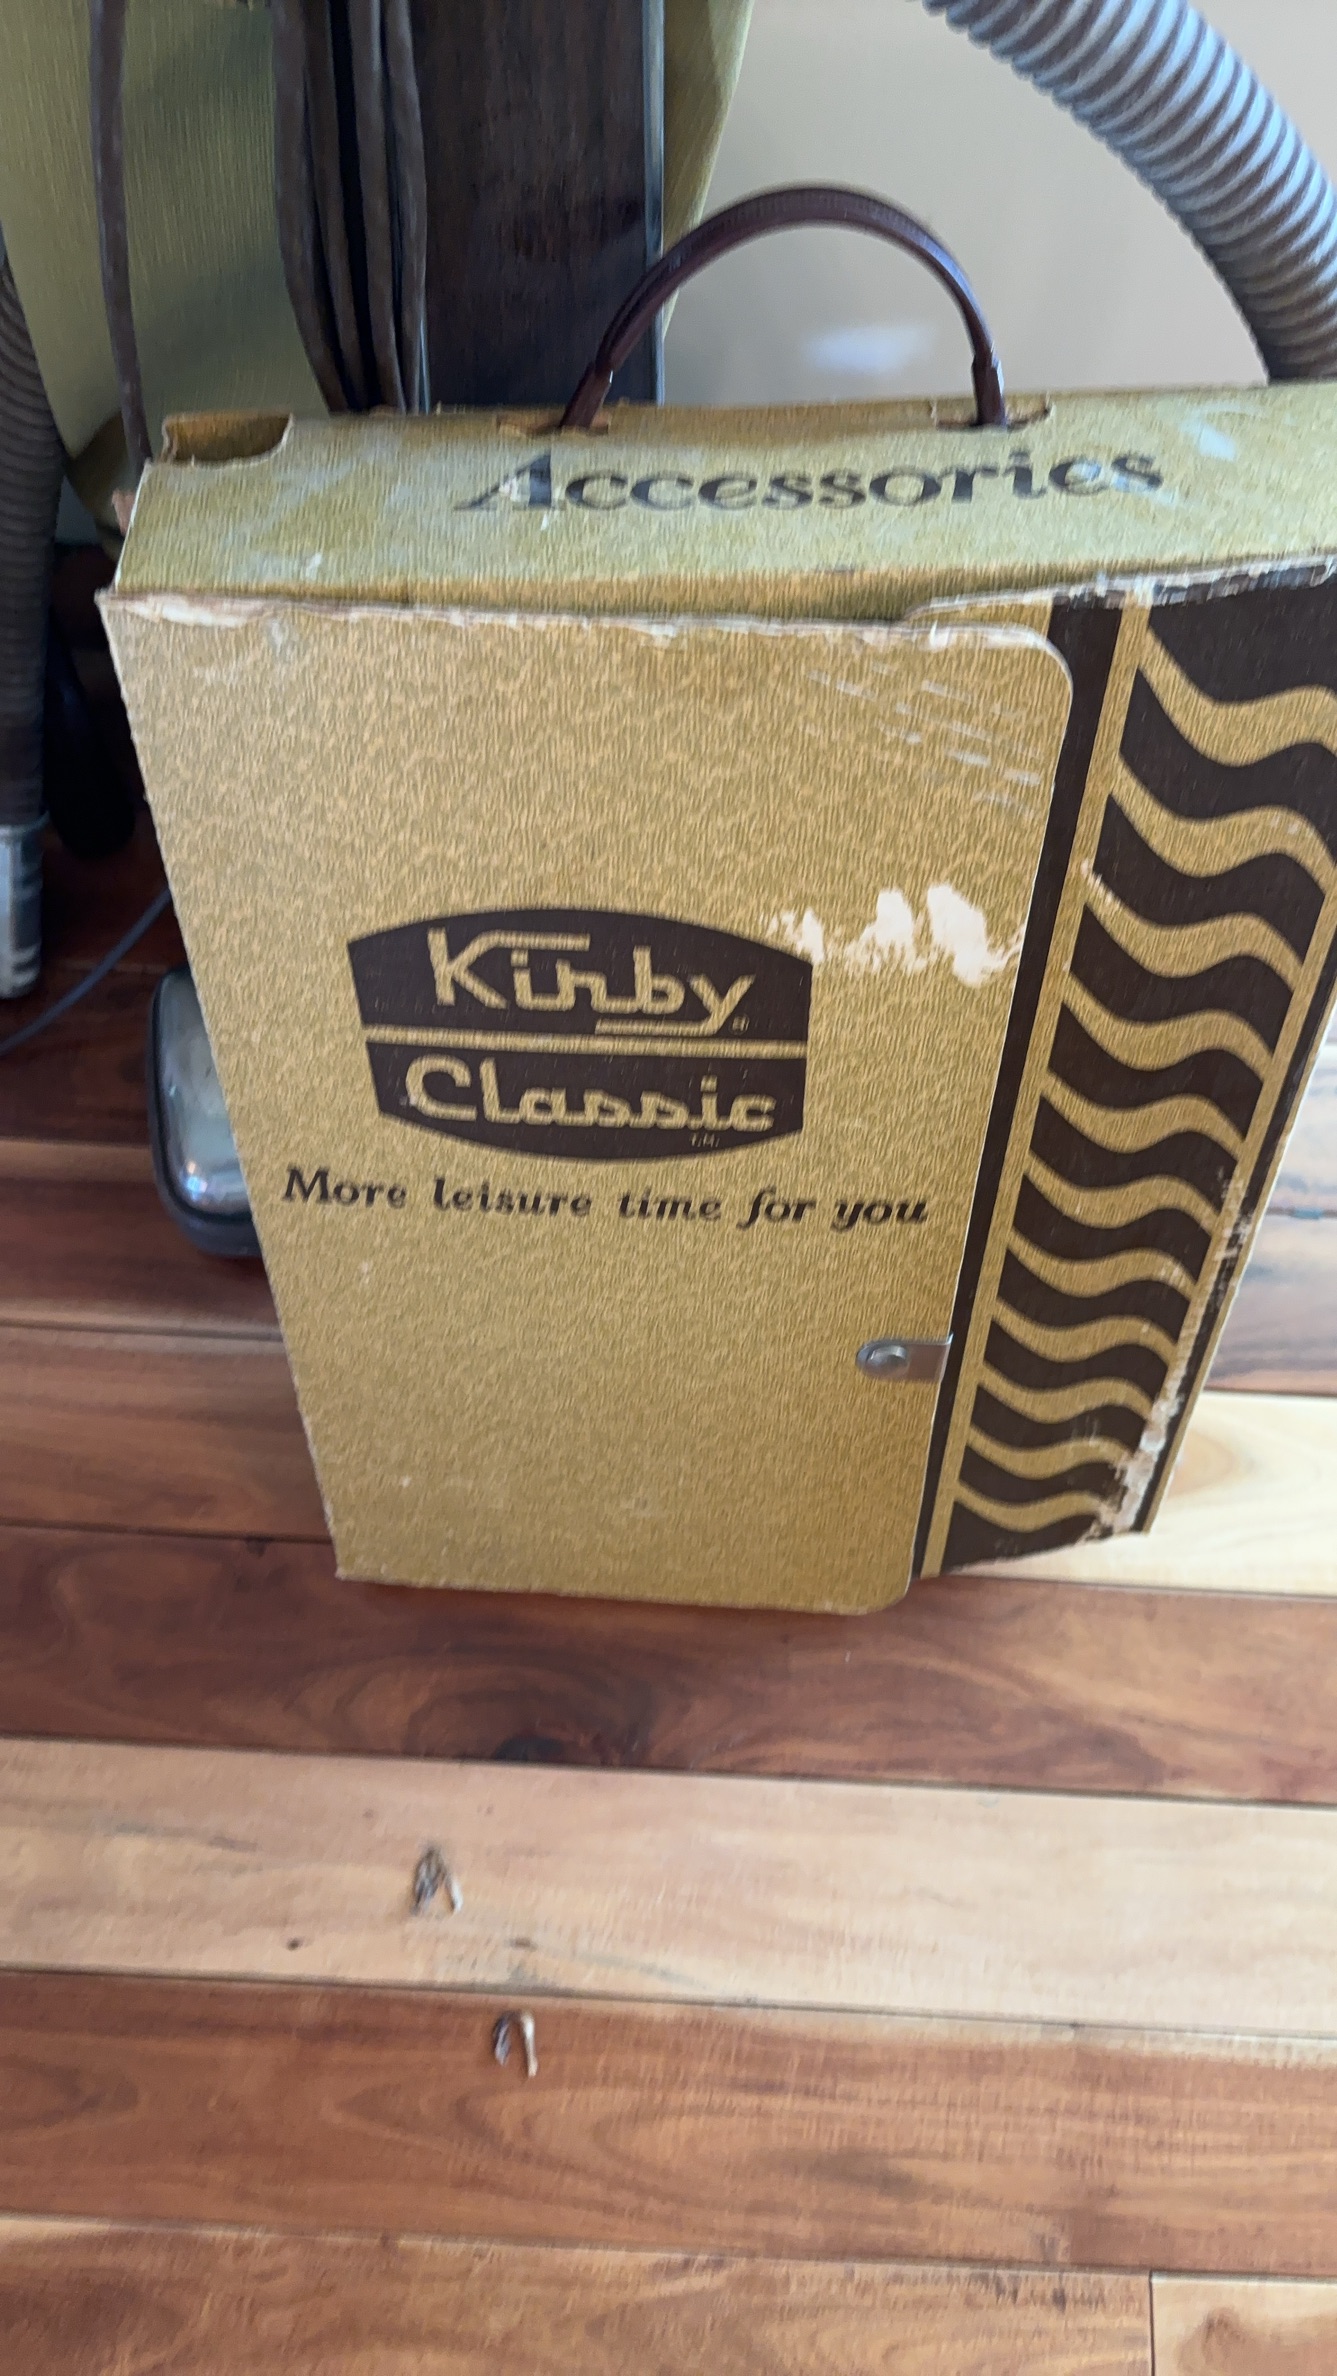 Accessories
Kirby ®
Classic T.M.
More leisure time for you